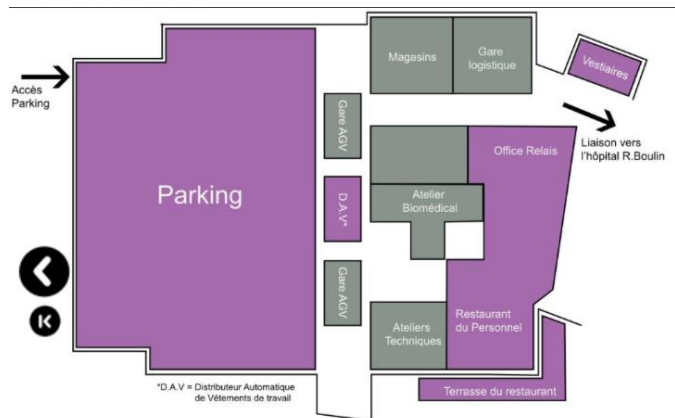 Accès
Parking
Parking
Gare AGV
D.A.V*
Gare AGV
Magasins
Gare
logistique
Vestiaires
Liaison vers
l'hôpital R.Boulin
Office Relais
Atelier
Biomédical
Ateliers
Techniques
Restaurant
du Personnel
Terrasse du restaurant
*D.A.V = Distributeur Automatique
de Vêtements de travail